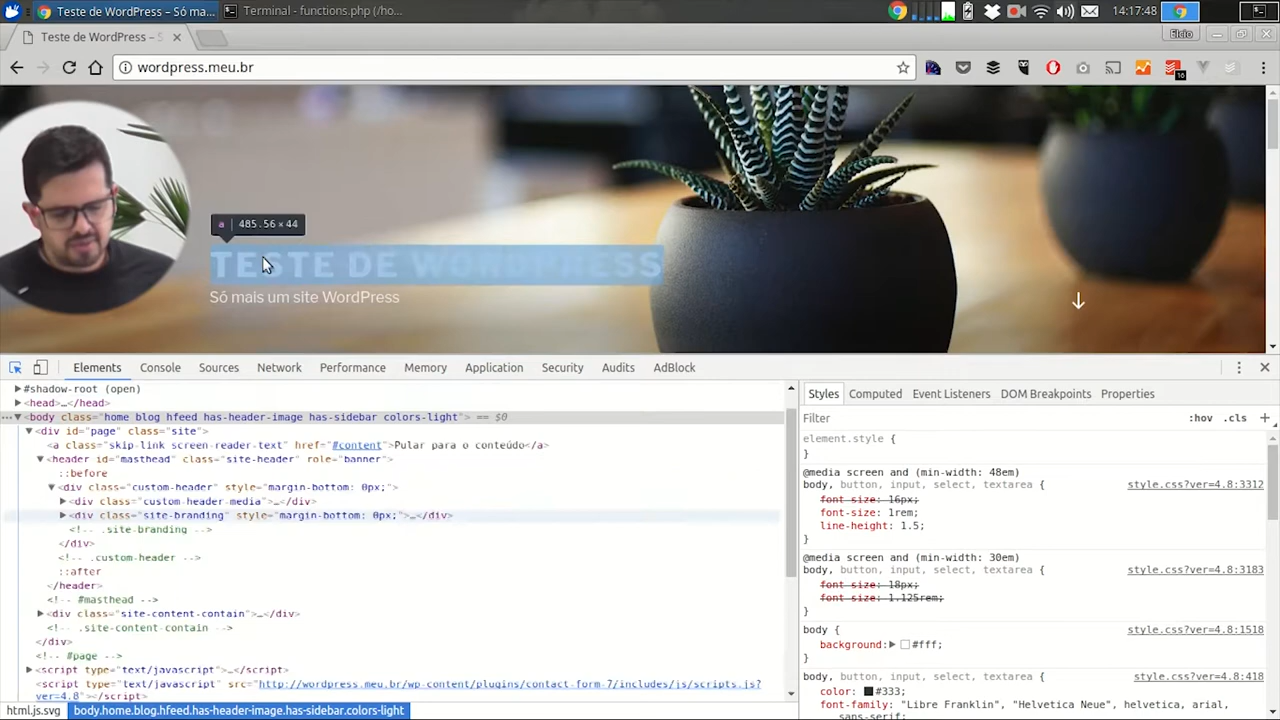 Teste de WordPress – Só ma...
Terminal - functions.php (/ho...
14:17:48
Teste de WordPress – S
Elcio
wordpress.meu.br
16
a | 485.56 × 44
TESTE DE WORDPRESS
Só mais um site WordPress
Elements Console Sources Network Performance Memory Application Security Audits AdBlock
▶#shadow-root (open)
▶<head>…</head>
…▼<body class="home blog hfeed has-header-image has-sidebar colors-light"> == $0
▼<div id="page" class="site">
<a class="skip-link screen-reader-text" href="#content">Pular para o conteúdo</a>
▼<header id="masthead" class="site-header" role="banner">
::before
▼<div class="custom-header" style="margin-bottom: 0px;">
▶<div class="custom-header-media">…</div>
▶<div class="site-branding" style="margin-bottom: 0px;">…</div>
<!-- .site-branding -->
</div>
<!-- .custom-header -->
::after
</header>
<!-- #masthead -->
▶<div class="site-content-contain">…</div>
<!-- .site-content-contain -->
</div>
<!-- #page -->
▶<script type="text/javascript">…</script>
<script type="text/javascript" src="http://wordpress.meu.br/wp-content/plugins/contact-form-7/includes/js/scripts.js?
ver=4.8"></script>
html.js.svg body.home.blog.hfeed.has-header-image.has-sidebar.colors-light
Styles Computed Event Listeners DOM Breakpoints Properties
Filter :hov .cls +
element.style {
}
@media screen and (min-width: 48em)
body, button, input, select, textarea { style.css?ver=4.8:3312
font-size: 16px;
font-size: 1rem;
line-height: 1.5;
}
@media screen and (min-width: 30em)
body, button, input, select, textarea { style.css?ver=4.8:3183
font-size: 18px;
font-size: 1.125rem;
}
body { style.css?ver=4.8:1518
background:▶#fff;
}
body, button, input, select, textarea { style.css?ver=4.8:418
color: #333;
font-family: "Libre Franklin", "Helvetica Neue", helvetica, arial,
sans-serif;